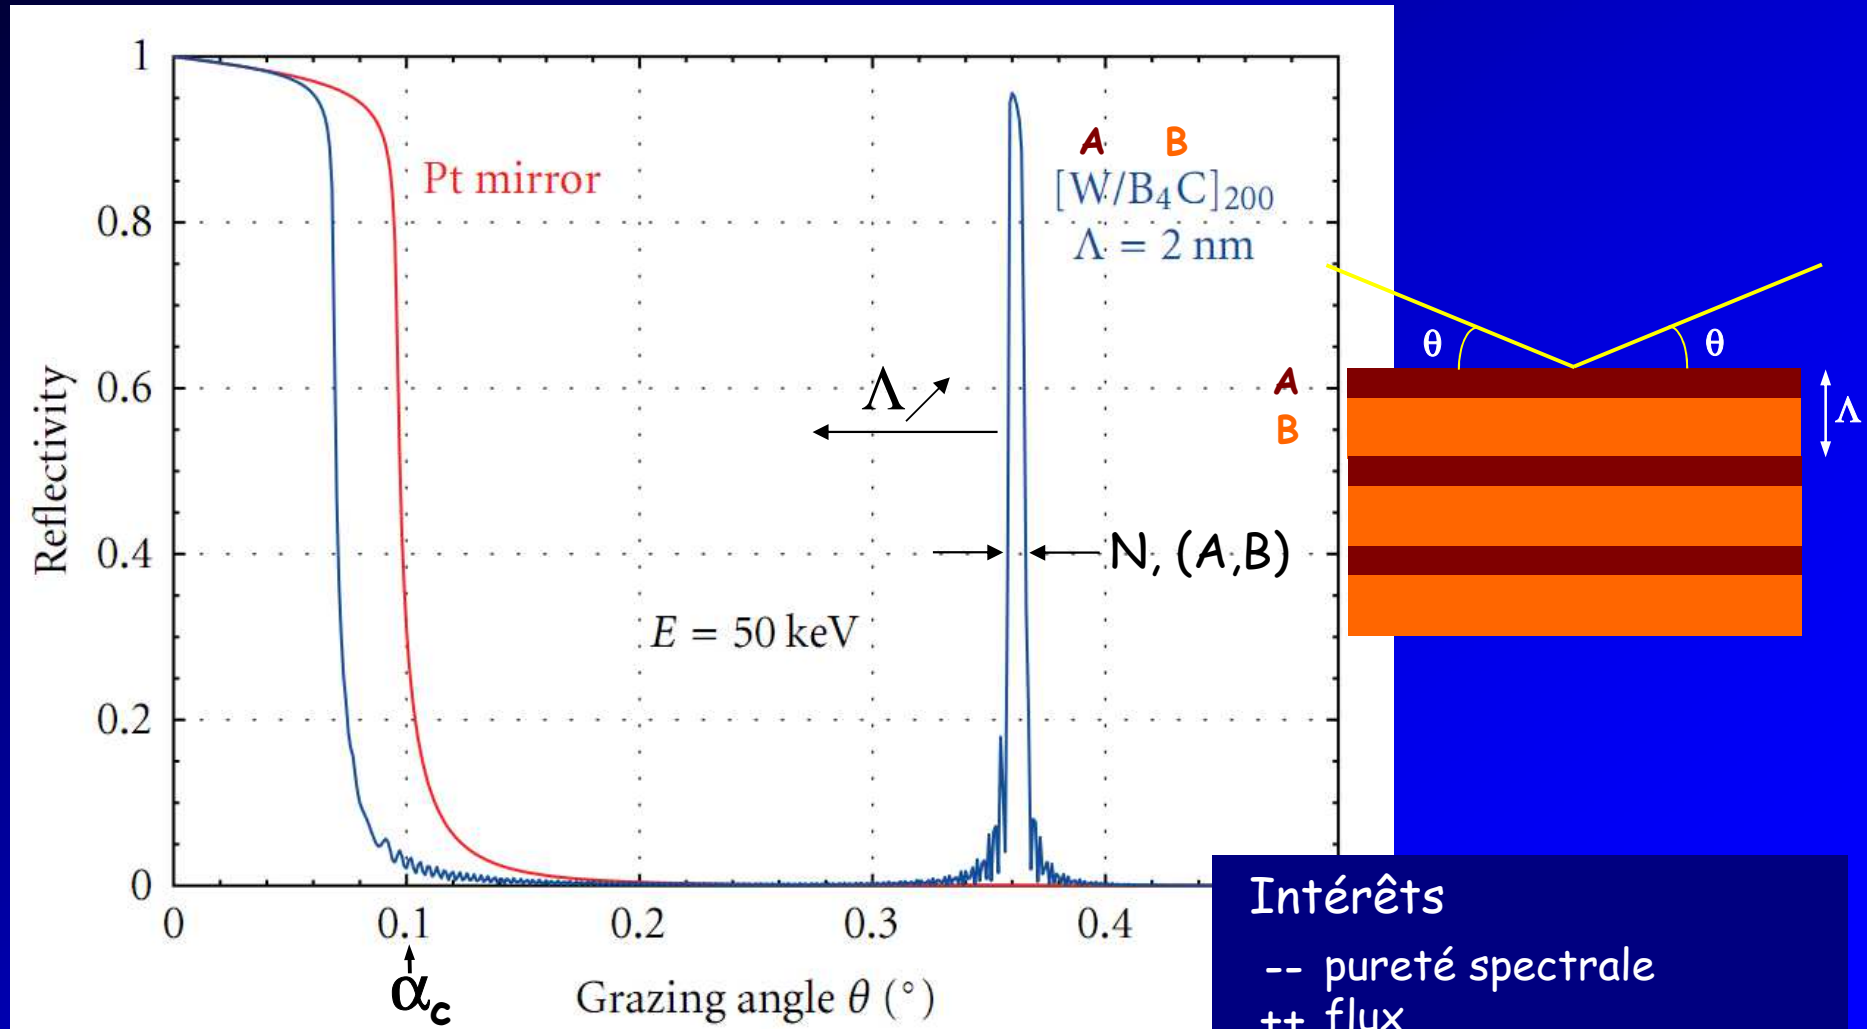 1
0.8
0.6
0.4
0.2
0
Reflectivity
Pt mirror
A B
[W/B₄C]₂₀₀
Λ = 2 nm
Λ
N, (A,B)
E = 50 keV
0 0.1 0.2 0.3 0.4
αc
Grazing angle θ (°)
θ θ
A
B
Λ
Intérêts
-- pureté spectrale
++ flux